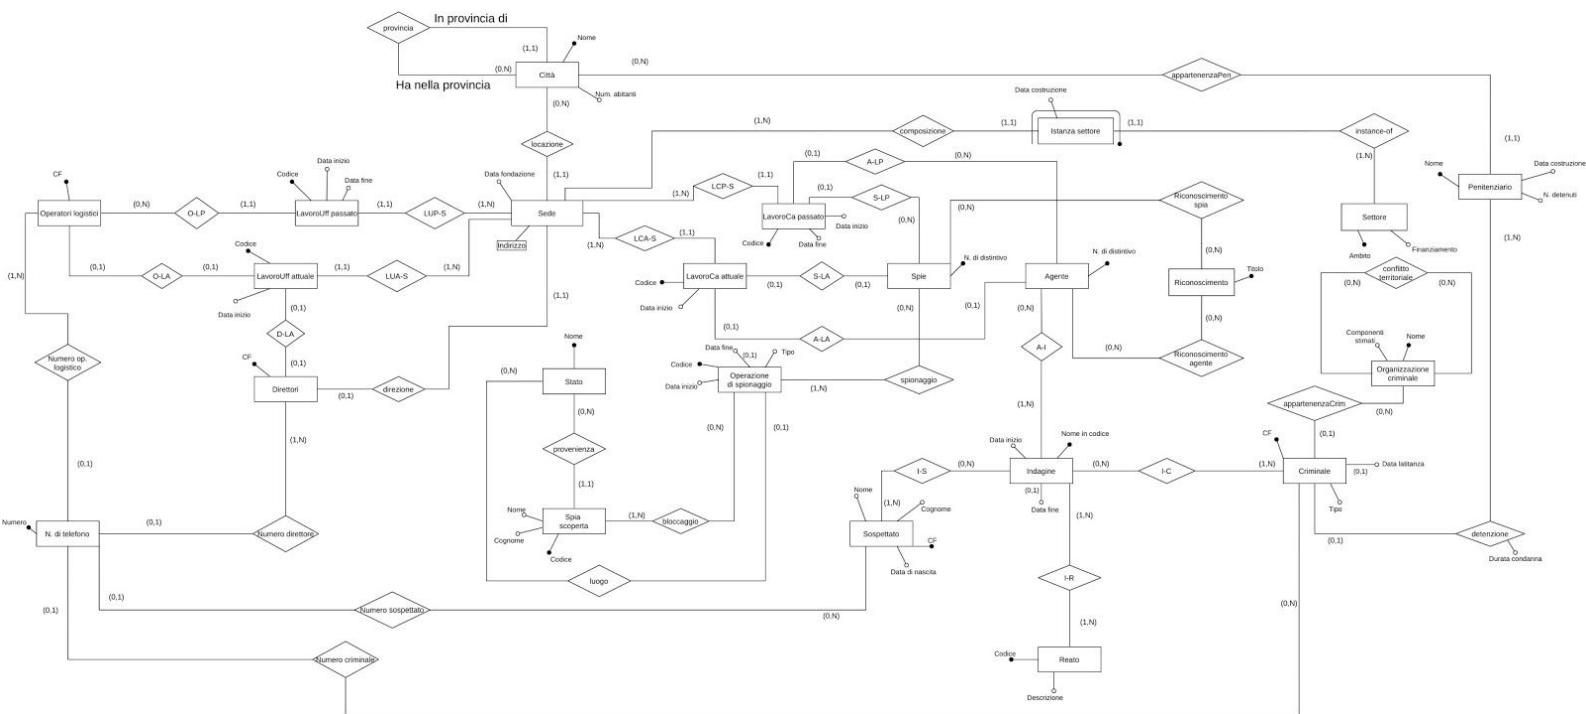 In provincia di
provincia
Nome
(1,1)
(0,N)
Città
(0,N)
appartenenzaPen
Ha nella provincia
Num. abitanti
(0,N)
Data costruzione
(1,N)
composizione
(1,1)
Istanza settore
(1,1)
instance-of
locazione
(1,1)
Data inizio
(0,1)
A-LP
(0,N)
(1,N)
Nome
Data costruzione
CF
Codice
Data fine
Data fondazione
(1,1)
(1,1)
LCP-S
(1,1)
(0,1)
Penitenziario
N. detenuti
(1,N)
S-LP
Riconoscimento
spia
Operatori logistici
(0,N)
O-LP
(1,1)
LavoroUff passato
(1,1)
LUP-S
(1,N)
Sede
LavoroCa passato
Data inizio
(0,N)
(0,N)
Settore
Indirizzo
(1,N)
LCA-S
(1,1)
Codice
Data fine
(1,N)
Codice
(0,N)
Ambito
Finanziamento
N. di distintivo
N. di distintivo
(1,N)
(0,1)
O-LA
(0,1)
LavoroUff attuale
(1,1)
LUA-S
(1,N)
LavoroCa attuale
(0,1)
S-LA
(0,1)
Spie
Agente
Riconoscimento
Titolo
(0,N)
conflitto
territoriale
(0,N)
Codice
Data inizio
(1,1)
Data inizio
(0,1)
(0,1)
(0,N)
(0,N)
(0,N)
D-LA
(0,1)
A-LA
Componenti
stimati
Nome
Nome
A-I
(0,N)
Riconoscimento
agente
Numero op.
logistico
CF
(0,1)
Data fine
(0,1)
Tipo
Codice
Data inizio
Operazione
di spionaggio
(1,N)
spionaggio
Organizzazione
criminale
Direttori
(0,1)
direzione
(0,N)
Stato
(0,N)
(1,N)
appartenenzaCrim
(0,N)
(0,N)
(0,1)
(1,N)
provenienza
Data inizio
Nome in codice
CF
(0,1)
(0,1)
(1,1)
I-S
(0,N)
Indagine
(0,N)
I-C
(1,N)
Criminale
(0,1)
Data latitanza
Nome
(1,N)
Cognome
(0,1)
Data fine
Tipo
Numero
N. di telefono
(0,1)
Numero direttore
Nome
Cognome
Spia
scoperta
(1,N)
bloccaggio
(1,N)
Sospettato
CF
(0,1)
detenzione
Codice
Data di nascita
Durata condanna
luogo
I-R
(0,1)
(0,1)
Numero sospettato
(0,N)
(0,N)
(1,N)
Numero criminale
Codice
Reato
Descrizione